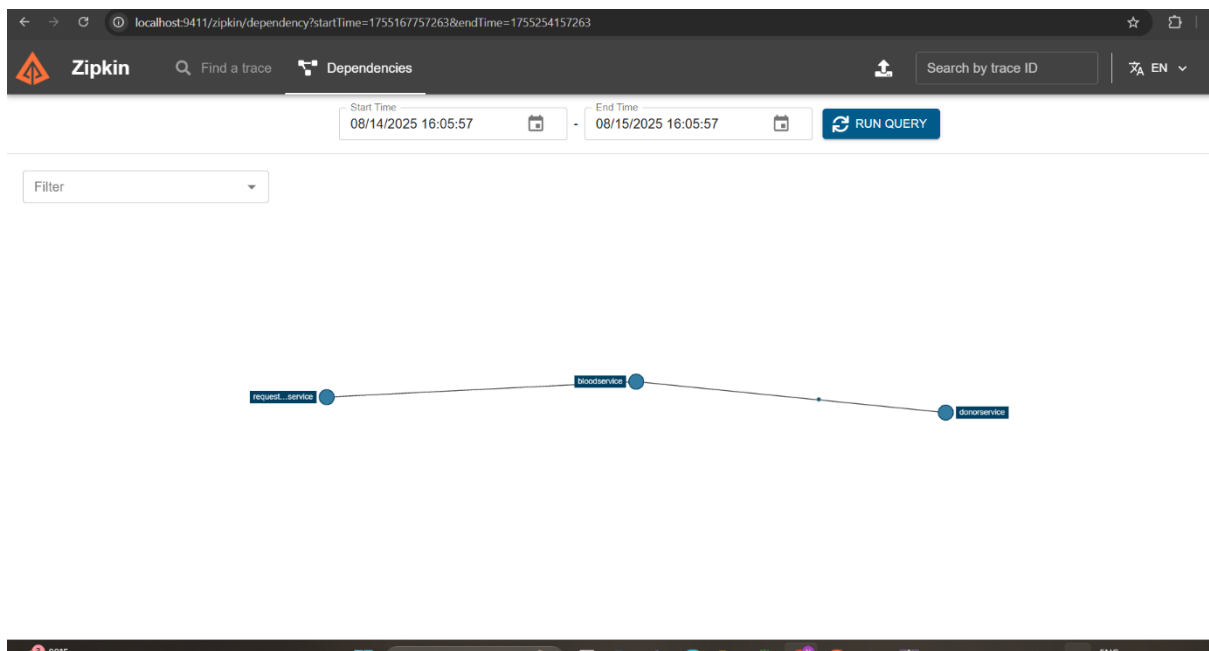 localhost:9411/zipkin/dependency?startTime=1755167757263&endTime=1755254157263
Zipkin Find a trace Dependencies Search by trace ID EN
Start Time End Time
08/14/2025 16:05:57 - 08/15/2025 16:05:57 RUN QUERY
Filter
bloodservice
request...service
donorservice